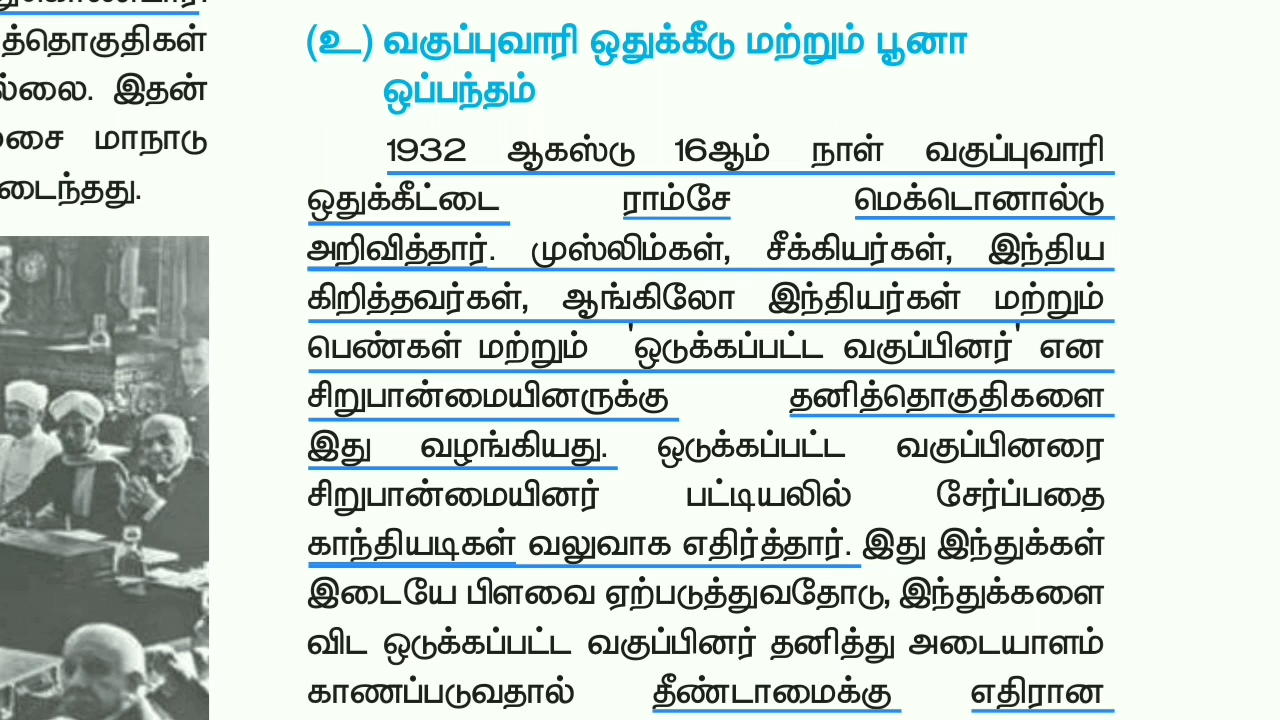 த்தொகுதிகள்
இதன்
மாநாடு
(உ) வகுப்புவாரி ஒதுக்கீடு மற்றும் பூனா
ஒப்பந்தம்
1932 ஆகஸ்டு 16ஆம் நாள் வகுப்புவாரி
ஒதுக்கீட்டை ராம்சே மெக்டொனால்டு
அறிவித்தார். முஸ்லிம்கள், சீக்கியர்கள், இந்திய
கிறித்தவர்கள், ஆங்கிலோ இந்தியர்கள் மற்றும்
பெண்கள் மற்றும் 'ஒடுக்கப்பட்ட வகுப்பினர்' என
சிறுபான்மையினருக்கு தனித்தொகுதிகளை
இது வழங்கியது. ஒடுக்கப்பட்ட வகுப்பினரை
சிறுபான்மையினர் பட்டியலில் சேர்ப்பதை
காந்தியடிகள் வலுவாக எதிர்த்தார். இது இந்துக்கள்
இடையே பிளவை ஏற்படுத்துவதோடு, இந்துக்களை
விட ஒடுக்கப்பட்ட வகுப்பினர் தனித்து அடையாளம்
காணப்படுவதால் தீண்டாமைக்கு எதிரான